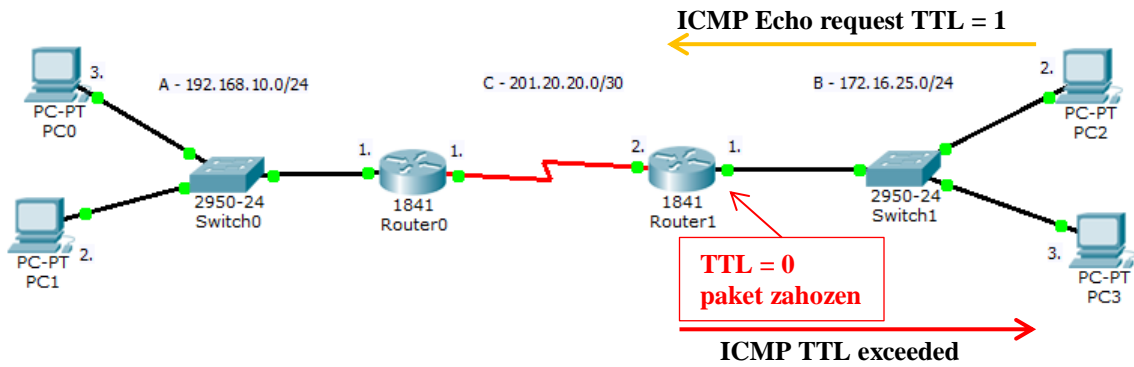 ICMP Echo request TTL = 1
3.
A - 192.168.10.0/24
C - 201.20.20.0/30
B - 172.16.25.0/24
2.
PC-PT
PC0
PC-PT
PC2
1.
1.
2.
1.
2950-24
Switch0
1841
Router0
1841
Router1
2950-24
Switch1
2.
PC-PT
PC1
3.
PC-PT
PC3
TTL = 0
paket zahozen
ICMP TTL exceeded